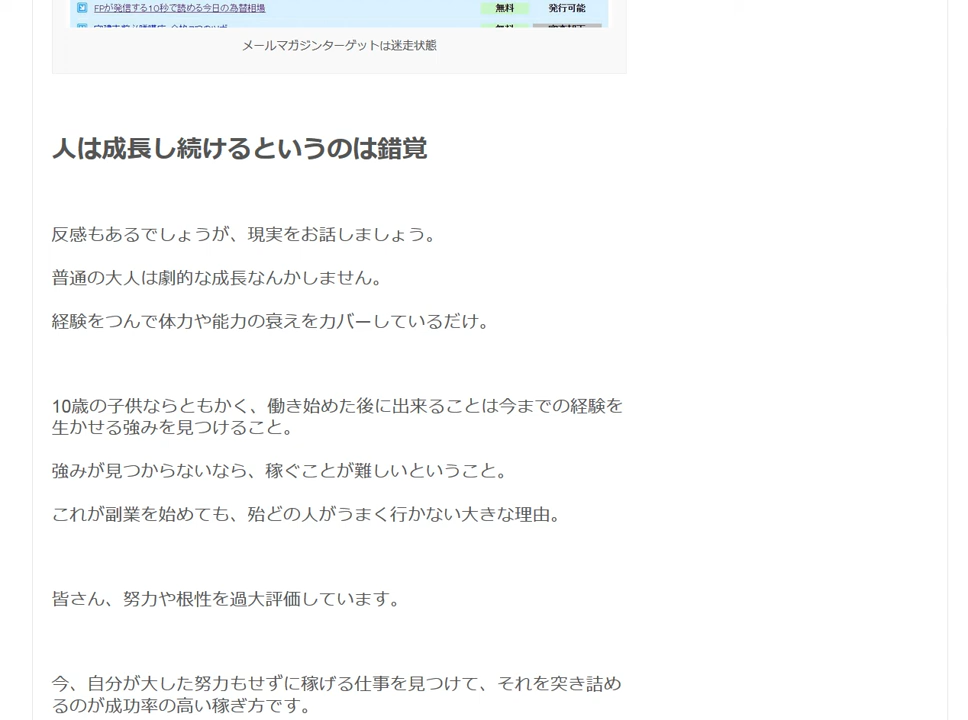 FPが発信する10秒で読める今日の為替相場 無料 発行可能
メールマガジンターゲットは迷走状態
人は成長し続けるというのは錯覚
反感もあるでしょうが、現実をお話しましょう。
普通の大人は劇的な成長なんかしません。
経験をつんで体力や能力の衰えをカバーしているだけ。
10歳の子供ならともかく、働き始めた後に出来ることは今までの経験を
生かせる強みを見つけること。
強みが見つからないなら、稼ぐことが難しいということ。
これが副業を始めても、殆どの人がうまく行かない大きな理由。
皆さん、努力や根性を過大評価しています。
今、自分が大した努力もせずに稼げる仕事を見つけて、それを突き詰め
るのが成功率の高い稼ぎ方です。